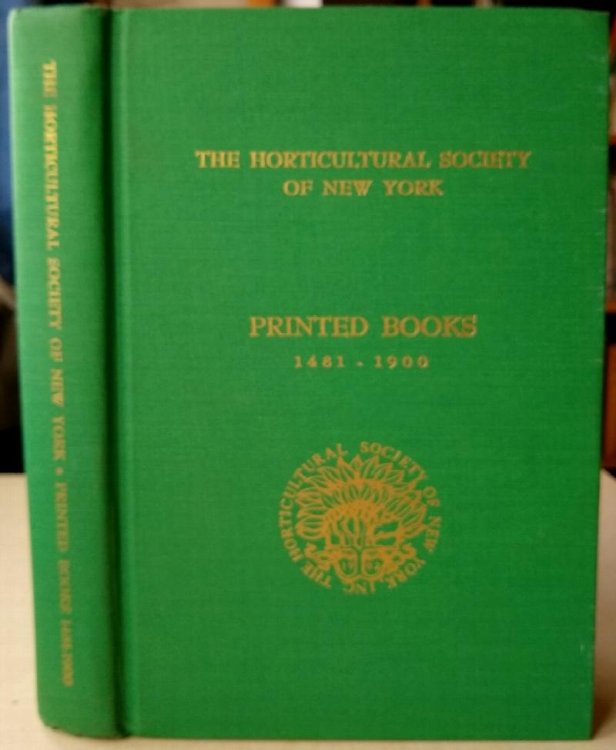 THE HORTICULTURAL SOCIETY OF NEW YORK • PRINTED BOOKS 1481-1900
THE HORTICULTURAL SOCIETY
OF NEW YORK
PRINTED BOOKS
1481 - 1900
THE HORTICULTURAL SOCIETY OF NEW YORK, INC.